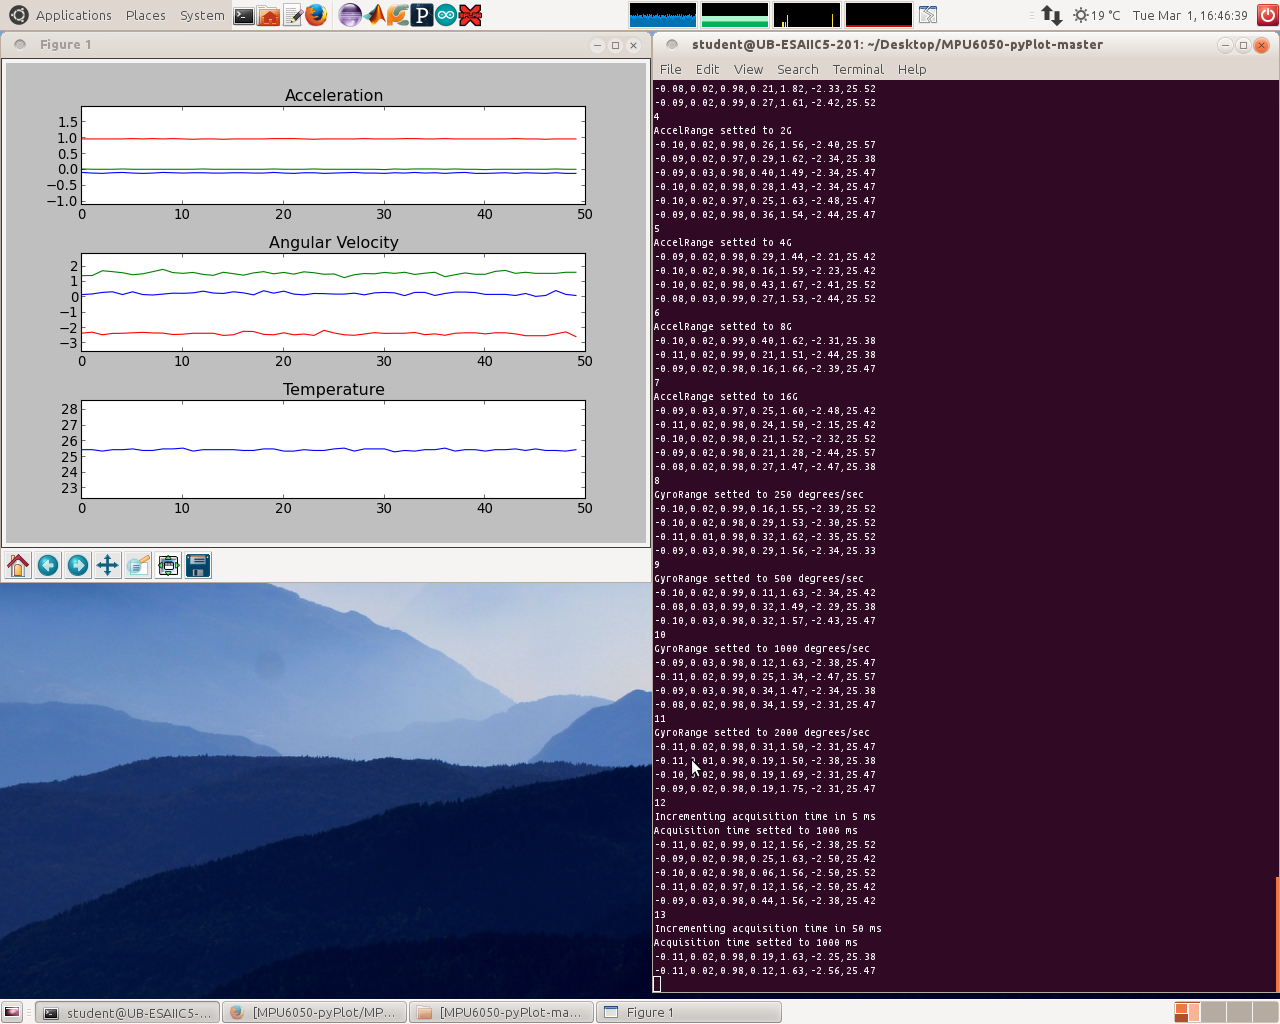 Applications Places System
19 °C Tue Mar 1, 16:46:39
Figure 1
Acceleration
1.5
1.0
0.5
0.0
−0.5
−1.0
0 10 20 30 40 50
Angular Velocity
2
1
0
−1
−2
−3
0 10 20 30 40 50
Temperature
28
27
26
25
24
23
0 10 20 30 40 50
student@UB-ESAIIC5-201: ~/Desktop/MPU6050-pyPlot-master
File Edit View Search Terminal Help
-0.08,0.02,0.98,0.21,1.82,-2.33,25.52
-0.09,0.02,0.98,0.27,1.61,-2.42,25.52
4
AccelRange setted to 2G
-0.10,0.02,0.98,0.26,1.56,-2.40,25.57
-0.09,0.02,0.97,0.29,1.62,-2.34,25.38
-0.09,0.03,0.98,0.40,1.49,-2.34,25.47
-0.10,0.02,0.98,0.28,1.43,-2.34,25.47
-0.10,0.02,0.97,0.25,1.63,-2.48,25.47
-0.09,0.02,0.98,0.36,1.54,-2.44,25.47
5
AccelRange setted to 4G
-0.09,0.02,0.98,0.29,1.44,-2.21,25.42
-0.10,0.02,0.98,0.16,1.59,-2.23,25.42
-0.10,0.02,0.98,0.43,1.67,-2.41,25.52
-0.08,0.03,0.99,0.27,1.53,-2.44,25.52
6
AccelRange setted to 8G
-0.10,0.02,0.99,0.40,1.62,-2.31,25.38
-0.11,0.02,0.99,0.21,1.51,-2.44,25.38
-0.09,0.02,0.98,0.16,1.66,-2.39,25.47
7
AccelRange setted to 16G
-0.09,0.03,0.97,0.25,1.60,-2.48,25.42
-0.11,0.02,0.98,0.24,1.50,-2.15,25.42
-0.10,0.02,0.98,0.21,1.52,-2.32,25.52
-0.09,0.02,0.98,0.21,1.28,-2.44,25.57
-0.08,0.02,0.98,0.27,1.47,-2.47,25.38
8
GyroRange setted to 250 degrees/sec
-0.10,0.02,0.99,0.16,1.55,-2.39,25.52
-0.10,0.02,0.98,0.29,1.53,-2.30,25.52
-0.11,0.01,0.98,0.32,1.62,-2.35,25.52
-0.09,0.03,0.98,0.29,1.56,-2.34,25.33
9
GyroRange setted to 500 degrees/sec
-0.10,0.02,0.99,0.11,1.63,-2.34,25.42
-0.08,0.03,0.99,0.32,1.49,-2.29,25.38
-0.10,0.03,0.98,0.32,1.57,-2.43,25.47
10
GyroRange setted to 1000 degrees/sec
-0.09,0.03,0.98,0.12,1.63,-2.38,25.47
-0.11,0.02,0.99,0.25,1.34,-2.47,25.57
-0.09,0.03,0.98,0.34,1.47,-2.34,25.38
-0.08,0.02,0.98,0.34,1.59,-2.31,25.47
11
GyroRange setted to 2000 degrees/sec
-0.11,0.02,0.98,0.31,1.50,-2.31,25.47
-0.11, .01,0.98,0.19,1.50,-2.38,25.38
-0.10,0.02,0.98,0.19,1.69,-2.31,25.47
-0.09,0.02,0.98,0.19,1.75,-2.31,25.47
12
Incrementing acquisition time in 5 ms
Acquisition time setted to 1000 ms
-0.11,0.02,0.99,0.12,1.56,-2.38,25.52
-0.09,0.02,0.98,0.25,1.63,-2.50,25.42
-0.10,0.02,0.98,0.06,1.56,-2.50,25.52
-0.11,0.02,0.97,0.12,1.56,-2.50,25.42
-0.09,0.03,0.98,0.44,1.56,-2.38,25.42
13
Incrementing acquisition time in 50 ms
Acquisition time setted to 1000 ms
-0.11,0.02,0.98,0.19,1.63,-2.25,25.38
-0.11,0.02,0.98,0.12,1.63,-2.56,25.47
student@UB-ESAIIC5-... [MPU6050-pyPlot/MP... [MPU6050-pyPlot-ma... Figure 1